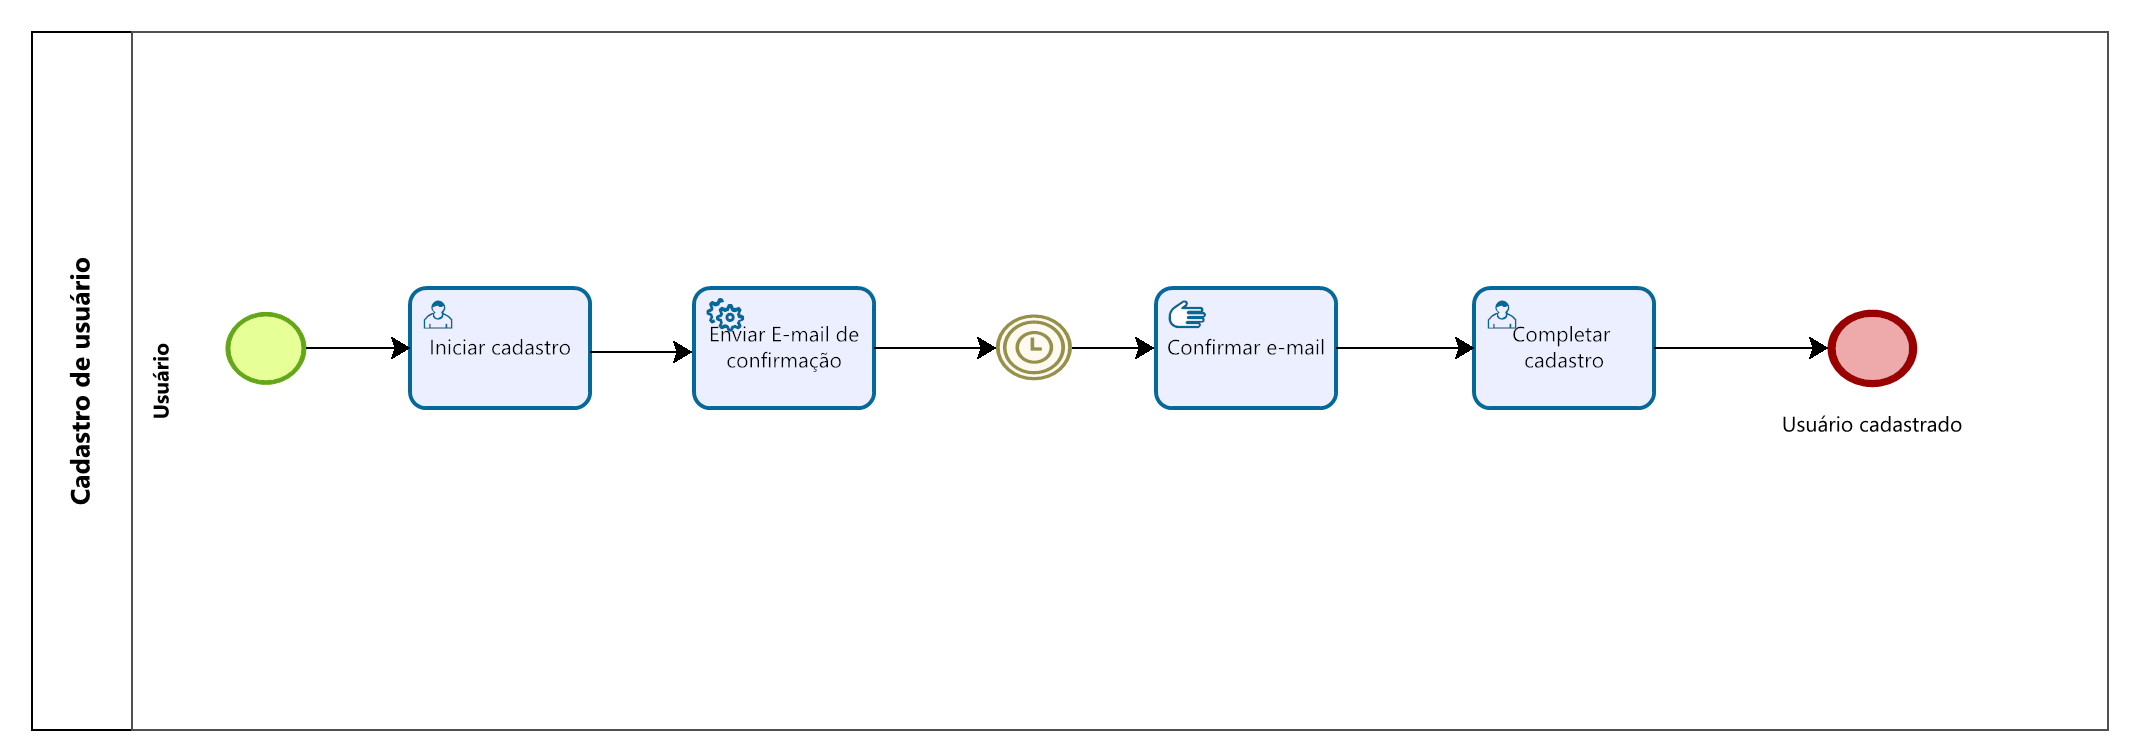 Cadastro de usuário
Usuário
Iniciar cadastro
Enviar E-mail de
confirmação
Confirmar e-mail
Completar
cadastro
Usuário cadastrado